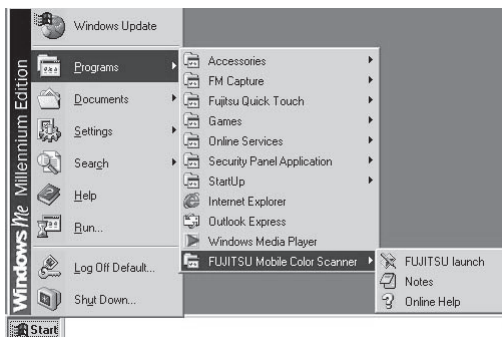 Windows Me Millennium Edition
Windows Update
Programs
Documents
Settings
Search
Help
Run...
Log Off Default...
Shut Down...
Start
Accessories
FM Capture
Fujitsu Quick Touch
Games
Online Services
Security Panel Application
StartUp
Internet Explorer
Outlook Express
Windows Media Player
FUJITSU Mobile Color Scanner
FUJITSU launch
Notes
Online Help